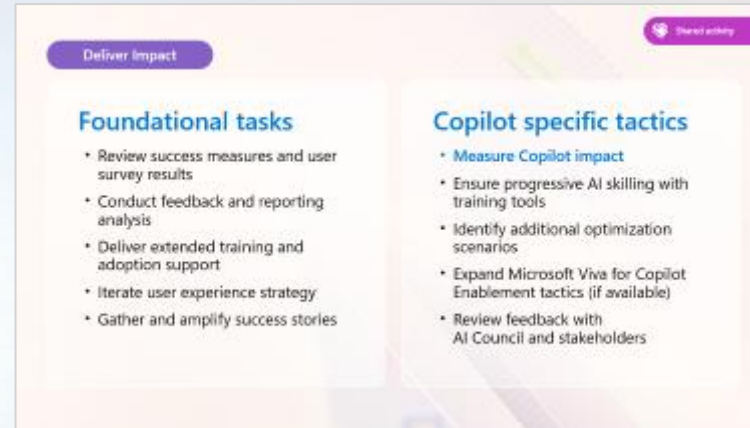 Shared activity
Deliver Impact
Foundational tasks
• Review success measures and user
survey results
• Conduct feedback and reporting
analysis
• Deliver extended training and
adoption support
• Iterate user experience strategy
• Gather and amplify success stories
Copilot specific tactics
• Measure Copilot impact
• Ensure progressive AI skilling with
training tools
• Identify additional optimization
scenarios
• Expand Microsoft Viva for Copilot
Enablement tactics (if available)
• Review feedback with
AI Council and stakeholders